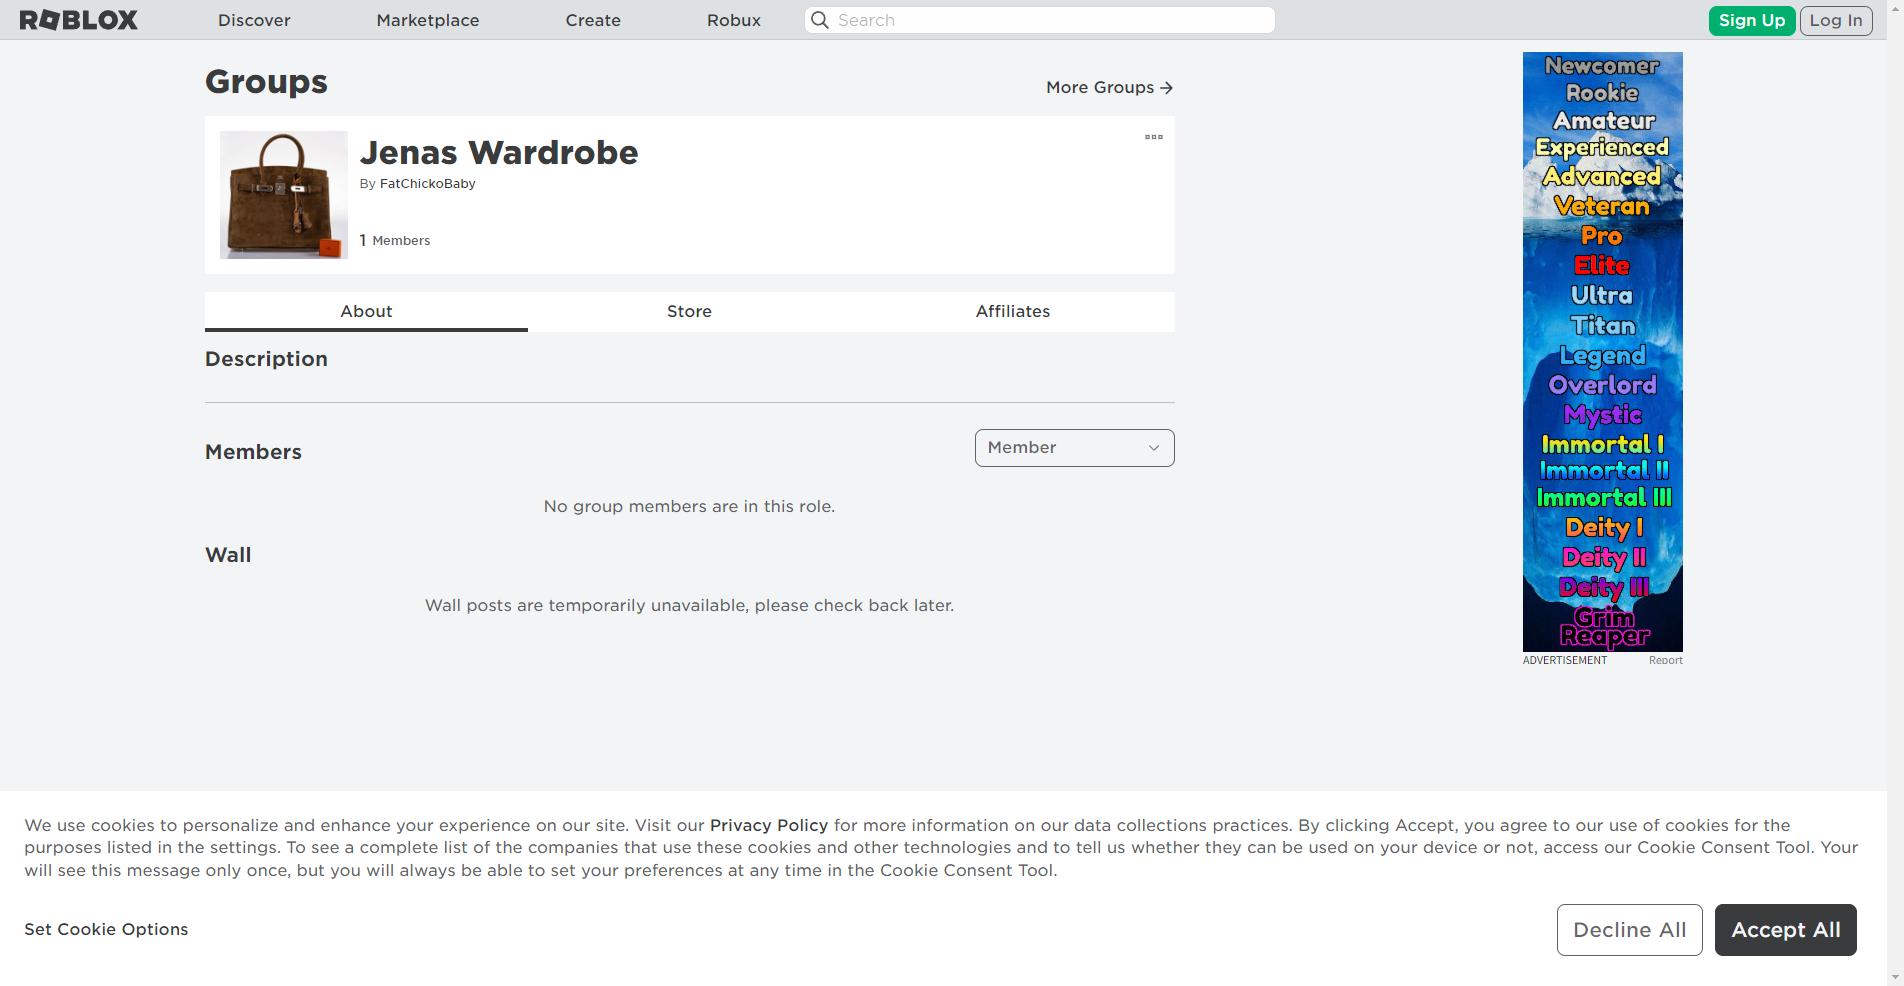 ROBLOX
Discover
Marketplace
Create
Robux
Search
Sign Up
Log In
Groups
More Groups
Jenas Wardrobe
By FatChickoBaby
1 Members
About
Store
Affiliates
Description
Members
Member
No group members are in this role.
Wall
Wall posts are temporarily unavailable, please check back later.
Newcomer
Rookie
Amateur
Experienced
Advanced
Veteran
Pro
Elite
Ultra
Titan
Legend
Overlord
Mystic
Immortal I
Immortal II
Immortal III
Deity I
Deity II
Deity III
Grim
Reaper
ADVERTISEMENT
Report
We use cookies to personalize and enhance your experience on our site. Visit our Privacy Policy for more information on our data collections practices. By clicking Accept, you agree to our use of cookies for the
purposes listed in the settings. To see a complete list of the companies that use these cookies and other technologies and to tell us whether they can be used on your device or not, access our Cookie Consent Tool. Your
will see this message only once, but you will always be able to set your preferences at any time in the Cookie Consent Tool.
Set Cookie Options
Decline All
Accept All